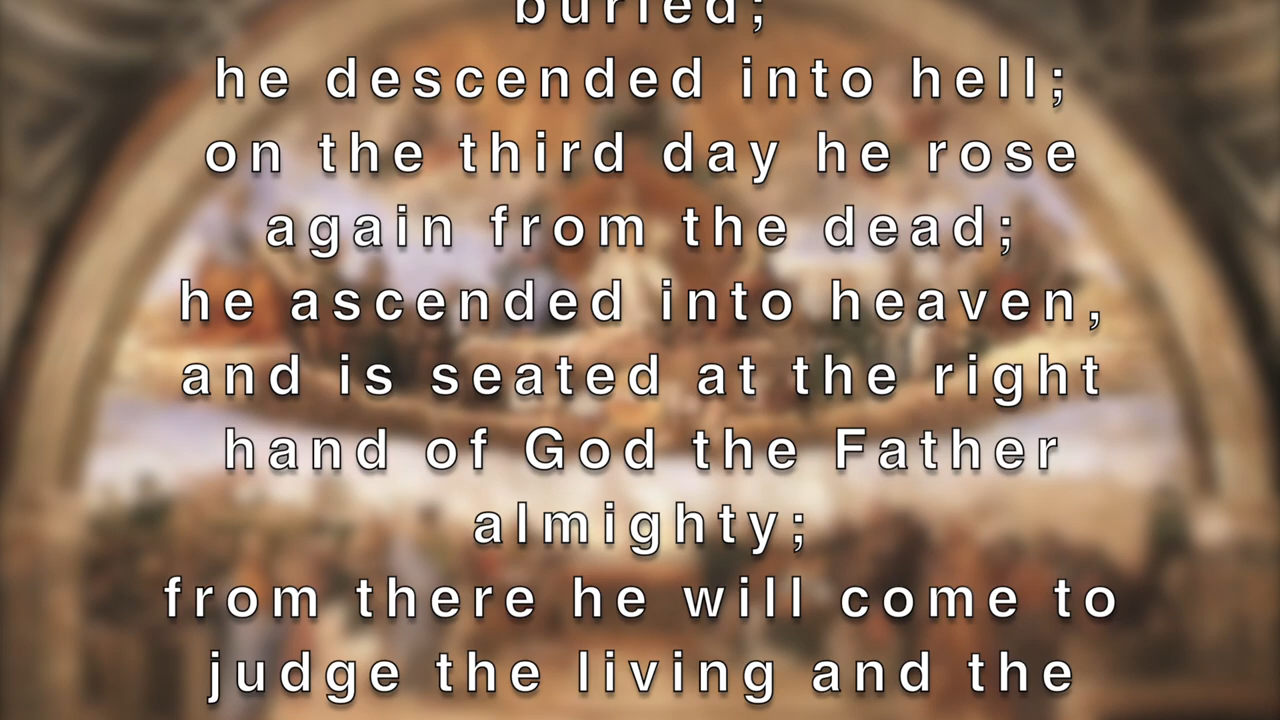 buried;
he descended into hell;
on the third day he rose
again from the dead;
he ascended into heaven,
and is seated at the right
hand of God the Father
almighty;
from there he will come to
judge the living and the